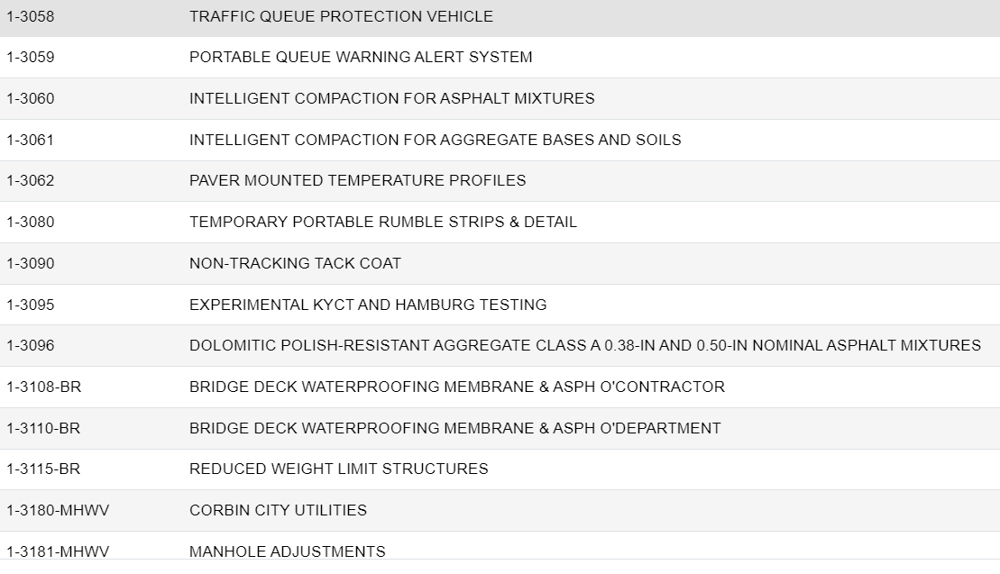 1-3058 TRAFFIC QUEUE PROTECTION VEHICLE
1-3059 PORTABLE QUEUE WARNING ALERT SYSTEM
1-3060 INTELLIGENT COMPACTION FOR ASPHALT MIXTURES
1-3061 INTELLIGENT COMPACTION FOR AGGREGATE BASES AND SOILS
1-3062 PAVER MOUNTED TEMPERATURE PROFILES
1-3080 TEMPORARY PORTABLE RUMBLE STRIPS & DETAIL
1-3090 NON-TRACKING TACK COAT
1-3095 EXPERIMENTAL KYCT AND HAMBURG TESTING
1-3096 DOLOMITIC POLISH-RESISTANT AGGREGATE CLASS A 0.38-IN AND 0.50-IN NOMINAL ASPHALT MIXTURES
1-3108-BR BRIDGE DECK WATERPROOFING MEMBRANE & ASPH O'CONTRACTOR
1-3110-BR BRIDGE DECK WATERPROOFING MEMBRANE & ASPH O'DEPARTMENT
1-3115-BR REDUCED WEIGHT LIMIT STRUCTURES
1-3180-MHWV CORBIN CITY UTILITIES
1-3181-MHWV MANHOLE ADJUSTMENTS